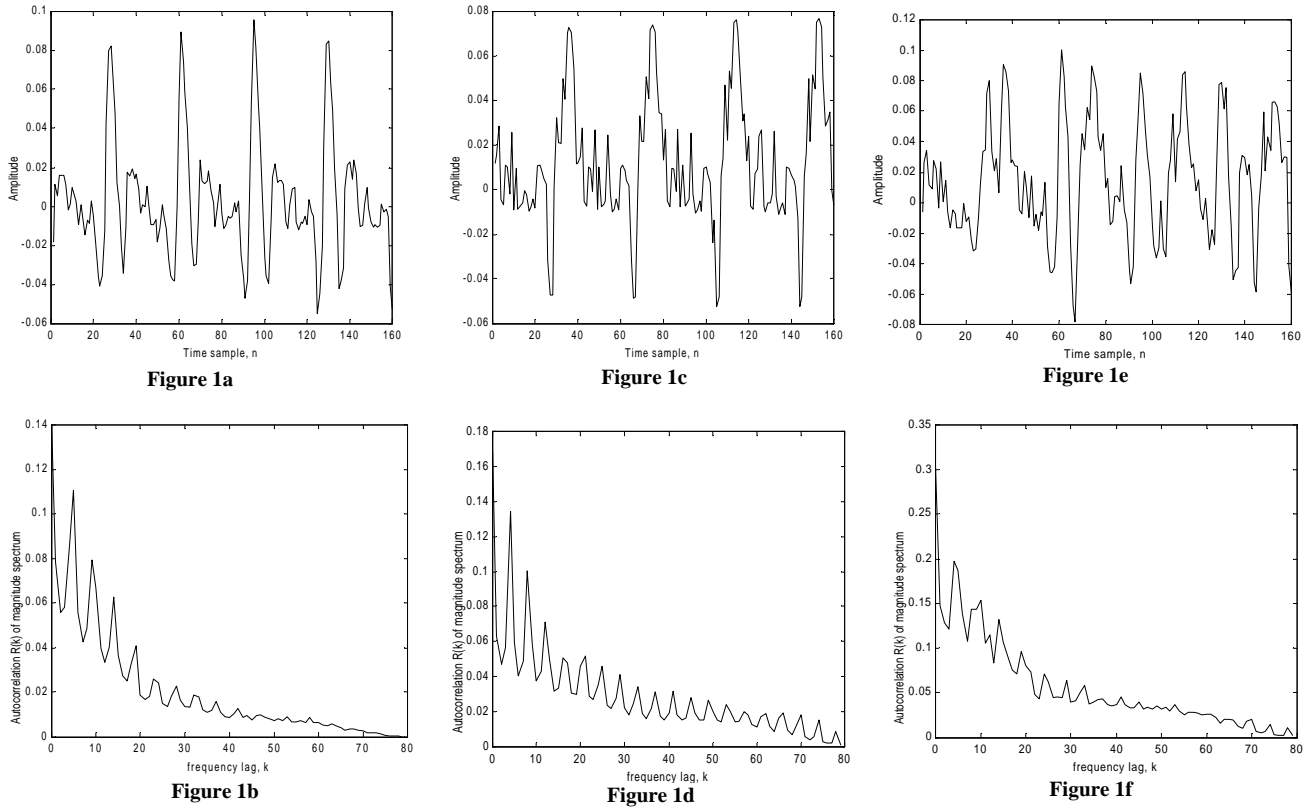 0.1
0.08
0.06
0.04
0.02
0
-0.02
-0.04
-0.06
Amplitude
0 20 40 60 80 100 120 140 160
Time sample, n
Figure 1a
0.08
0.06
0.04
0.02
0
-0.02
-0.04
-0.06
Amplitude
0 20 40 60 80 100 120 140 160
Time sample, n
Figure 1c
0.12
0.1
0.08
0.06
0.04
0.02
0
-0.02
-0.04
-0.06
-0.08
Amplitude
0 20 40 60 80 100 120 140 160
Time sample, n
Figure 1e
0.14
0.12
0.1
0.08
0.06
0.04
0.02
0
Autocorrelation R(k) of magnitude spectrum
0 10 20 30 40 50 60 70 80
frequency lag, k
Figure 1b
0.18
0.16
0.14
0.12
0.1
0.08
0.06
0.04
0.02
0
Autocorrelation R(k) of magnitude spectrum
0 10 20 30 40 50 60 70 80
frequency lag, k
Figure 1d
0.35
0.3
0.25
0.2
0.15
0.1
0.05
0
Autocorrelation R(k) of magnitude spectrum
0 10 20 30 40 50 60 70 80
frequency lag, k
Figure 1f